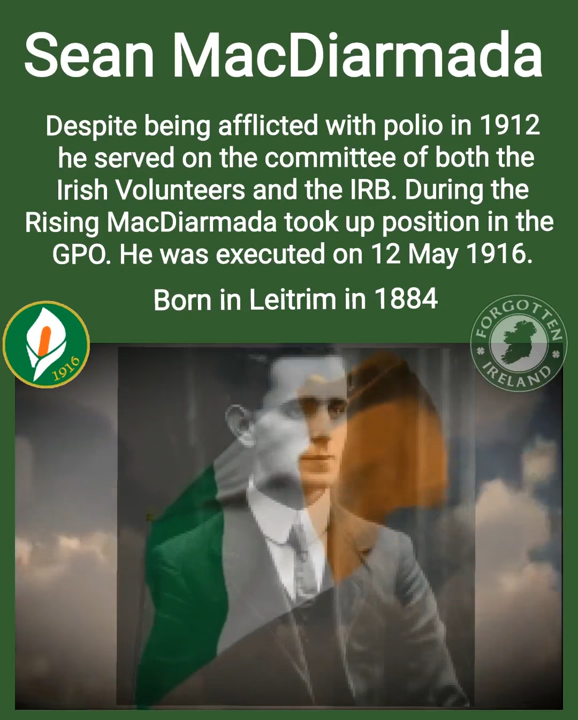 Sean MacDiarmada
Despite being afflicted with polio in 1912
he served on the committee of both the
Irish Volunteers and the IRB. During the
Rising MacDiarmada took up position in the
GPO. He was executed on 12 May 1916.
Born in Leitrim in 1884
1916
FORGOTTEN
IRELAND